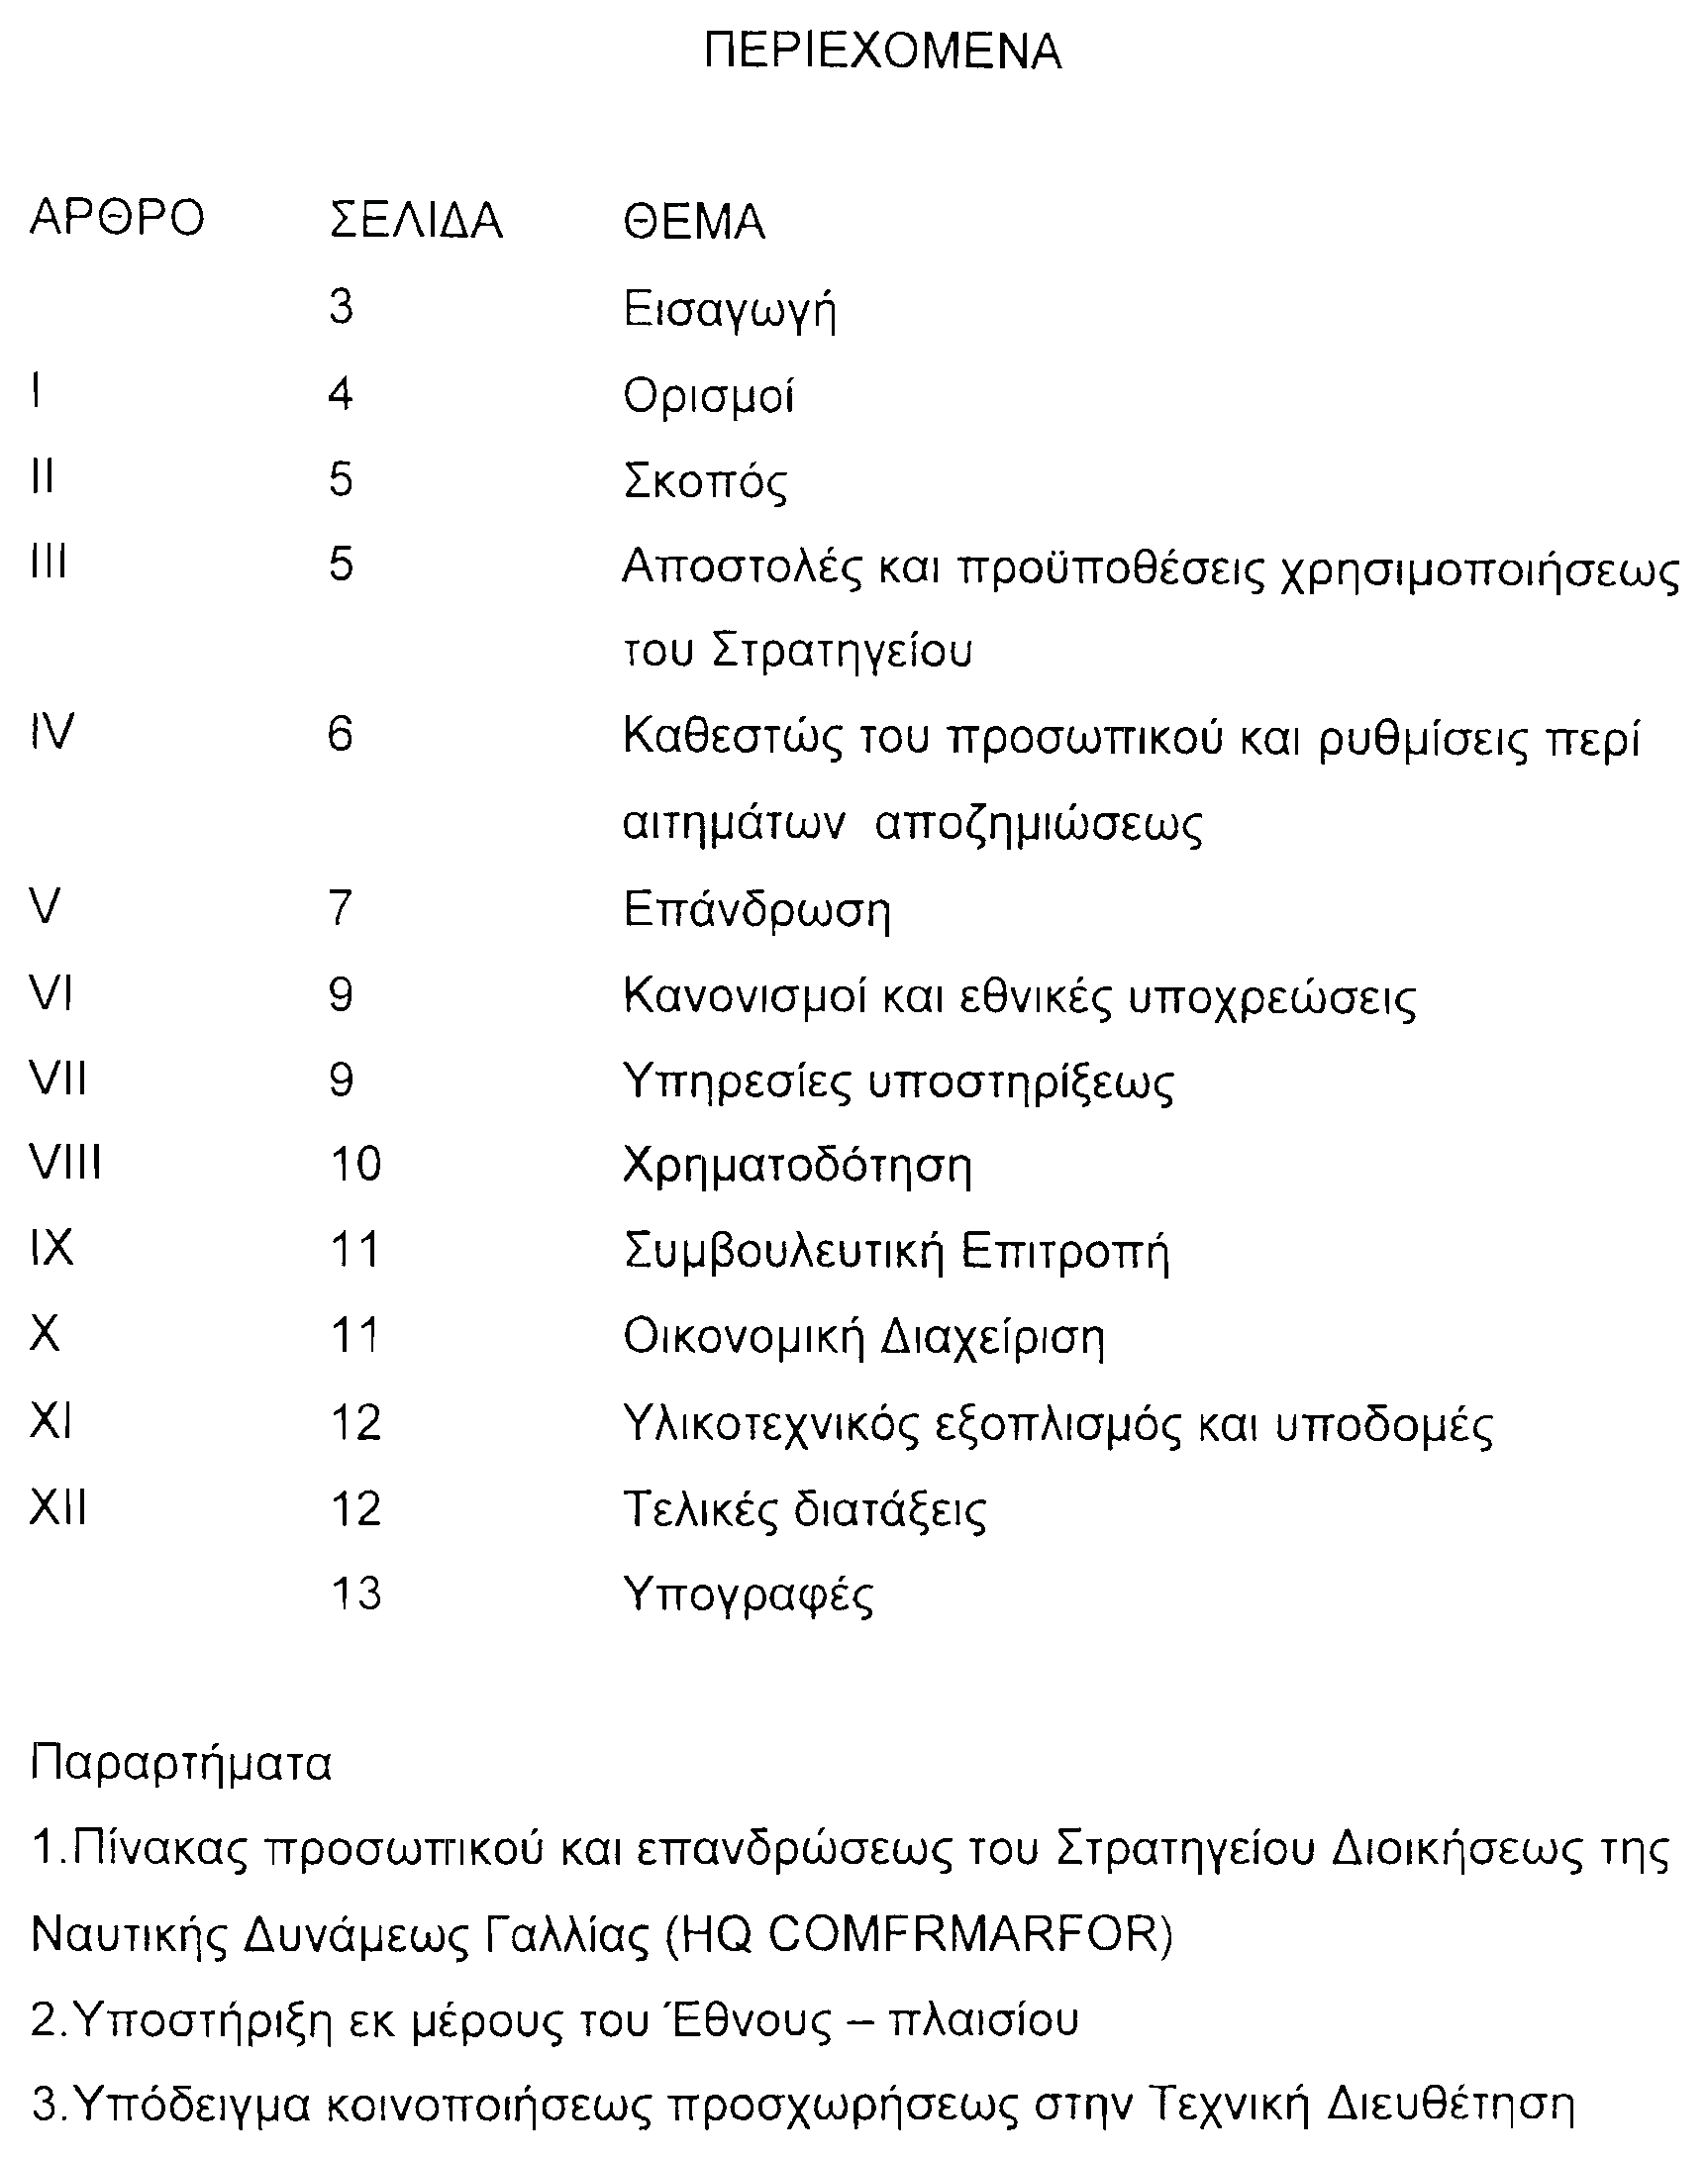 ΠΕΡΙΕΧΟΜΕΝΑ
ΑΡΘΡΟ ΣΕΛΙΔΑ ΘΕΜΑ
3 Εισαγωγή
I 4 Ορισμοί
II 5 Σκοπός
III 5 Αποστολές και προϋποθέσεις χρησιμοποιήσεως
του Στρατηγείου
IV 6 Καθεστώς του προσωπικού και ρυθμίσεις περί
αιτημάτων αποζημιώσεως
V 7 Επάνδρωση
VI 9 Κανονισμοί και εθνικές υποχρεώσεις
VII 9 Υπηρεσίες υποστηρίξεως
VIII 10 Χρηματοδότηση
IX 11 Συμβουλευτική Επιτροπή
X 11 Οικονομική Διαχείριση
XI 12 Υλικοτεχνικός εξοπλισμός και υποδομές
XII 12 Τελικές διατάξεις
13 Υπογραφές
Παραρτήματα
1.Πίνακας προσωπικού και επανδρώσεως του Στρατηγείου Διοικήσεως της
Ναυτικής Δυνάμεως Γαλλίας (HQ COMFRMARFOR)
2.Υποστήριξη εκ μέρους του Έθνους – πλαισίου
3.Υπόδειγμα κοινοποιήσεως προσχωρήσεως στην Τεχνική Διευθέτηση